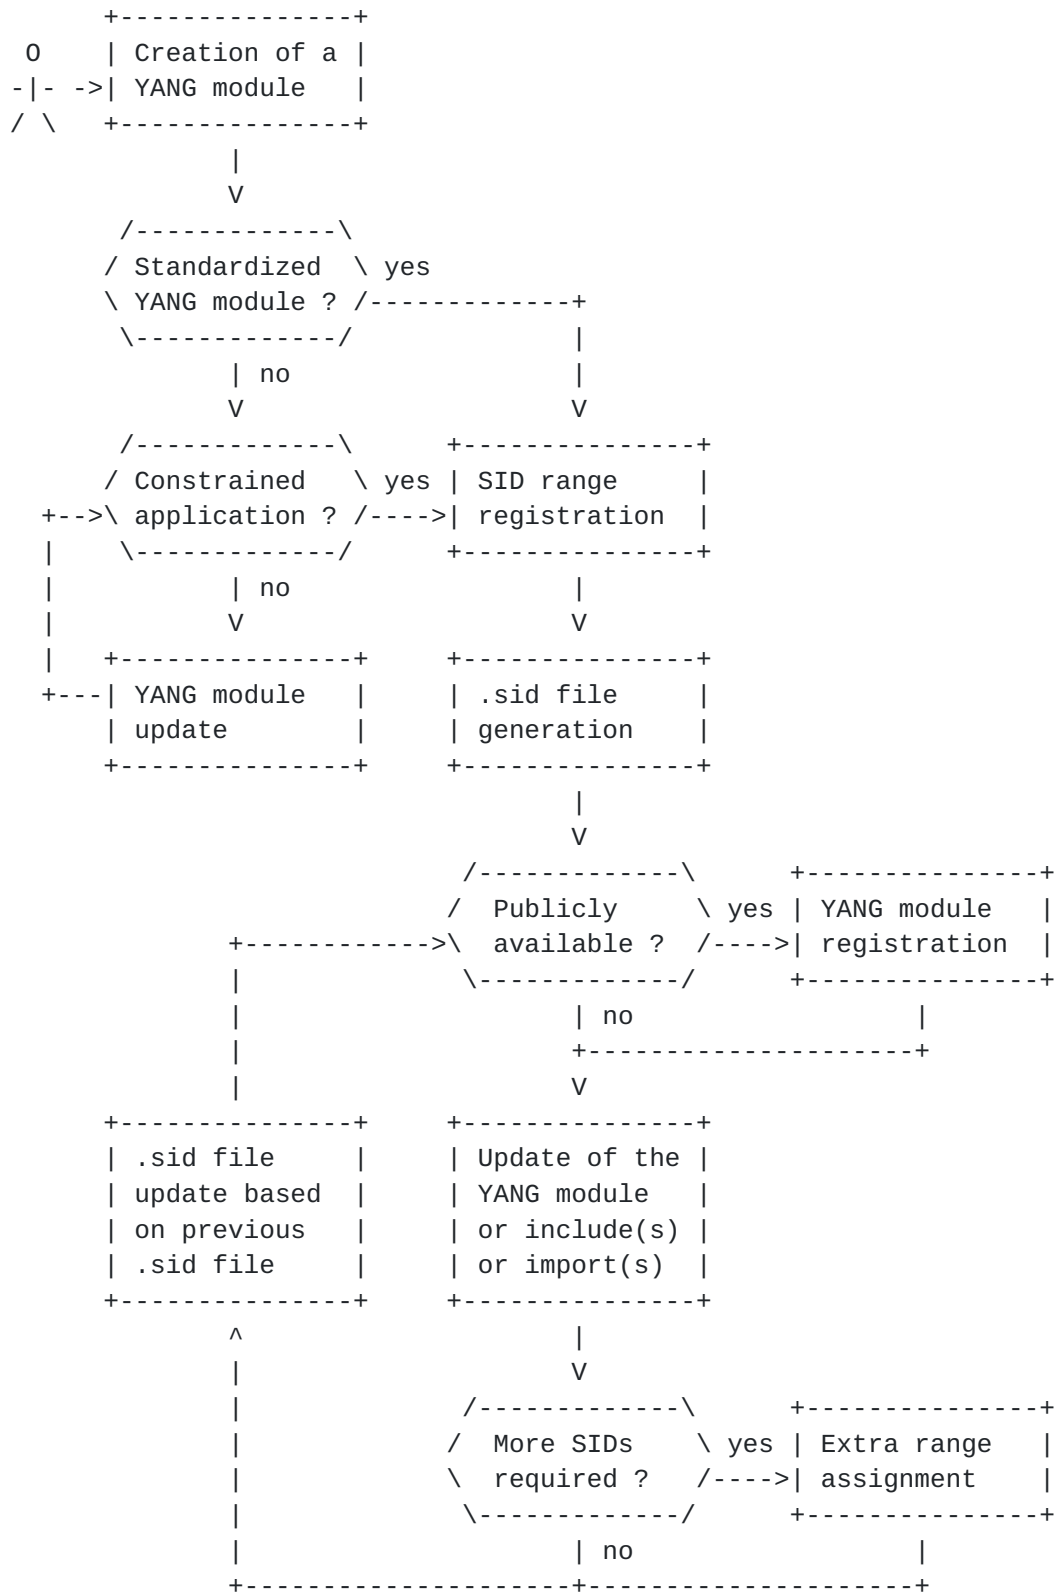 Creation of a
YANG module
Standardized
YANG module ?
yes
no
Constrained
application ?
yes
SID range
registration
no
YANG module
update
.sid file
generation
Publicly
available ?
yes
YANG module
registration
no
.sid file
update based
on previous
.sid file
Update of the
YANG module
or include(s)
or import(s)
More SIDs
required ?
yes
Extra range
assignment
no